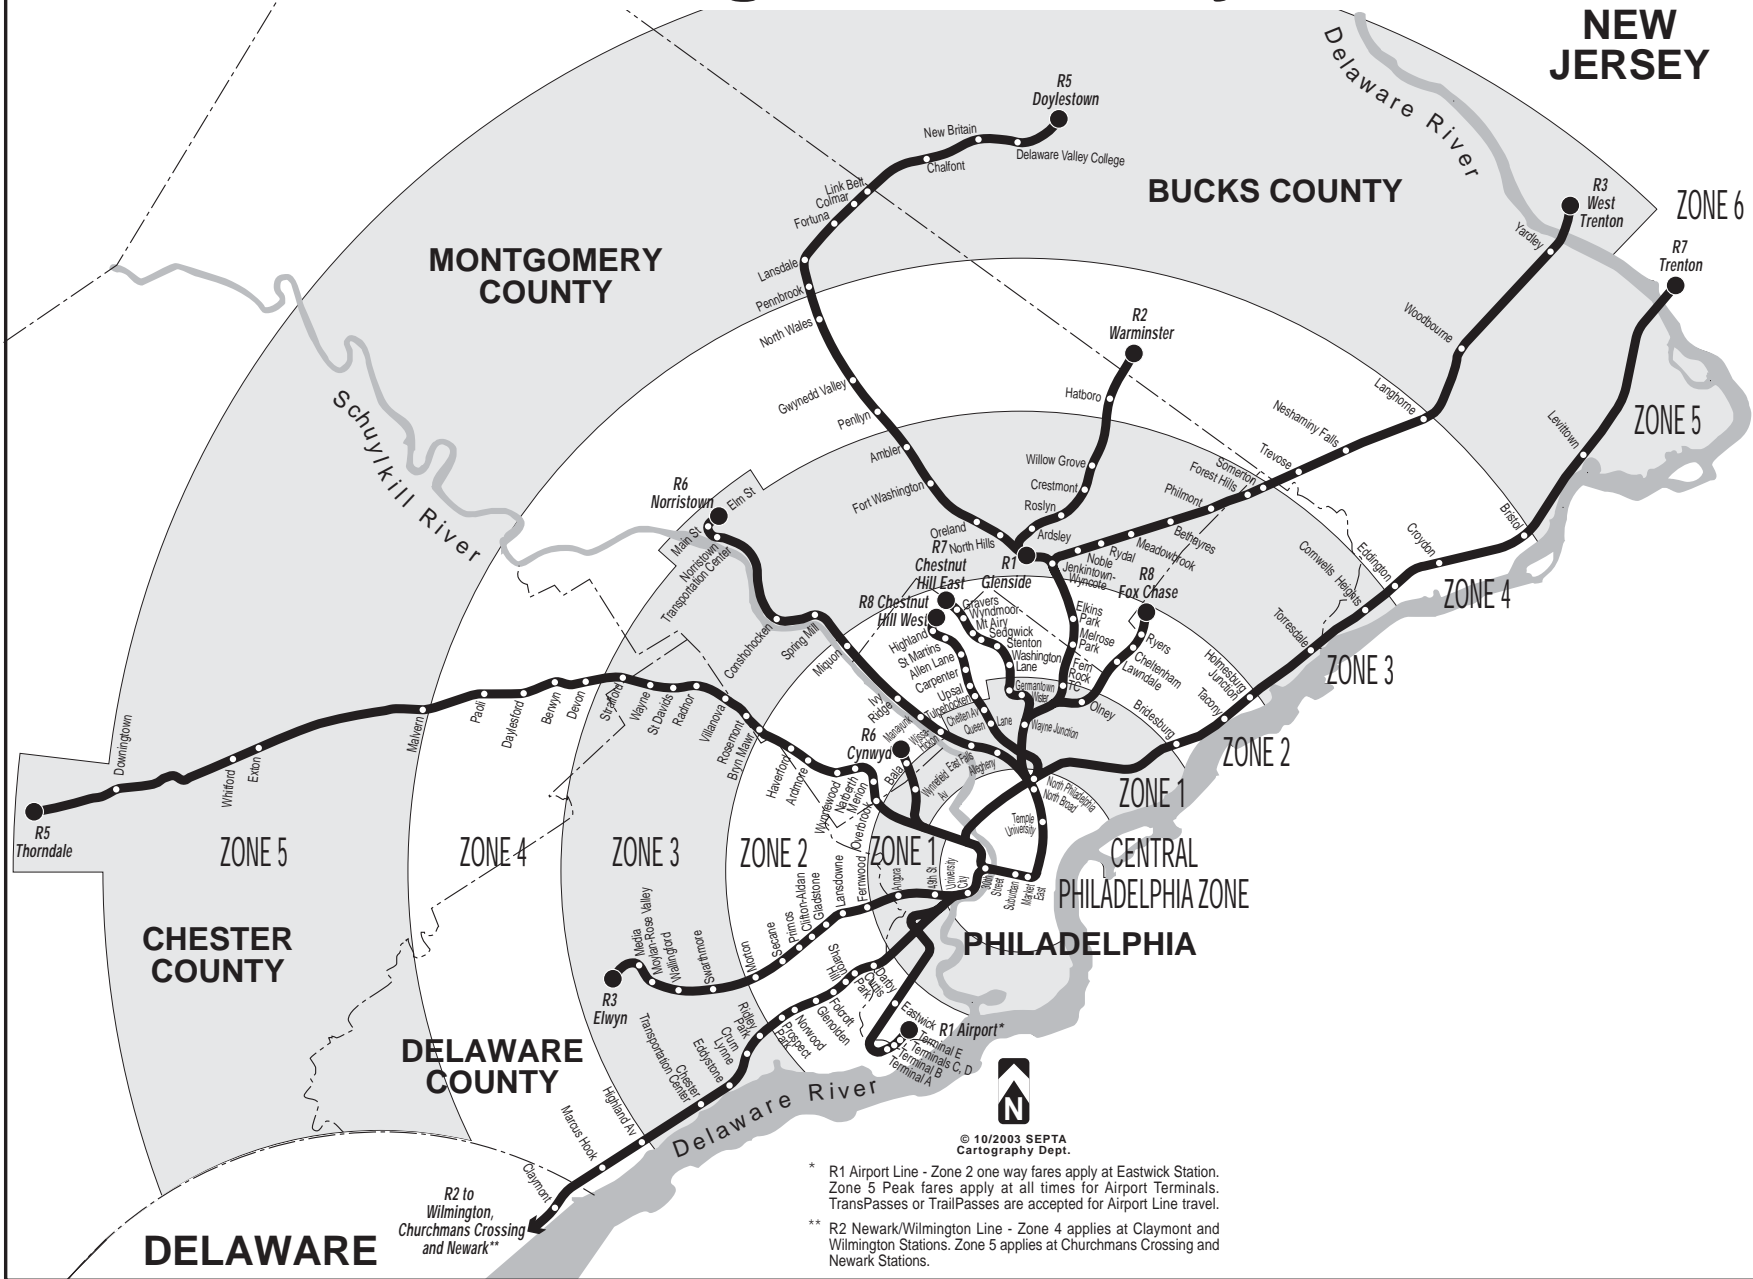 NEW
JERSEY
Delaware River
R5
Doylestown
New Britain
Chalfont
Delaware Valley College
Link Belt
Colmar
Fortuna
Lansdale
Pennbrook
North Wales
Gwynedd Valley
Penllyn
Ambler
Fort Washington
Oreland
North Hills
BUCKS COUNTY
R3
West
Trenton
Yardley
Woodbourne
Langhorne
Neshaminy Falls
Trevose
Somerton
Forest Hills
Philmont
Bethayres
Meadowbrook
Rydal
Noble
Jenkintown-
Wyncote
ZONE 6
R7
Trenton
Levittown
Bristol
Croydon
Eddington
Cornwells Heights
Torresdale
Holmesburg
Junction
Tacony
Bridesburg
ZONE 5
ZONE 4
ZONE 3
ZONE 2
ZONE 1
MONTGOMERY
COUNTY
R2
Warminster
Hatboro
Willow Grove
Crestmont
Roslyn
Ardsley
R1
Glenside
Schuylkill River
R6
Norristown
Elm St
Main St
Norristown
Transportation Center
Conshohocken
Spring Mill
Miquon
Ivy
Ridge
Manayunk
Wissa-
hickon
East Falls
Allegheny
R7
Chestnut
Hill East
Gravers
Wyndmoor
Mt Airy
Sedgwick
Stenton
Washington
Lane
Germantown
Wister
Wayne Junction
R8 Chestnut
Hill West
Highland
St Martins
Allen Lane
Carpenter
Upsal
Tulpehocken
Chelten Av
Queen Lane
R8
Fox Chase
Ryers
Cheltenham
Lawndale
Olney
Elkins
Park
Melrose
Park
Fern
Rock
TC
North Philadelphia
North Broad
Temple
University
R6
Cynwyd
Bala
Wynnefield
Av
R5
Thorndale
Downingtown
Whitford
Exton
Malvern
Paoli
Daylesford
Berwyn
Devon
Strafford
Wayne
St Davids
Radnor
Villanova
Rosemont
Bryn Mawr
Haverford
Ardmore
Wynnewood
Narberth
Merion
Overbrook
ZONE 5
ZONE 4
ZONE 3
ZONE 2
ZONE 1
CENTRAL
PHILADELPHIA ZONE
University
City
30th
Street
Suburban
Market
East
PHILADELPHIA
CHESTER
COUNTY
R3
Elwyn
Media
Moylan-Rose Valley
Wallingford
Swarthmore
Morton
Secane
Primos
Clifton-Aldan
Gladstone
Lansdowne
Fernwood
Angora
49th St
DELAWARE
COUNTY
Darby
Curtis
Park
Sharon
Hill
Folcroft
Glenolden
Norwood
Prospect
Park
Ridley
Park
Crum
Lynne
Eddystone
Chester
Transportation Center
Highland Av
Marcus Hook
Claymont
R2 to
Wilmington,
Churchmans Crossing
and Newark**
Eastwick
R1 Airport*
Terminal E
Terminals C, D
Terminal B
Terminal A
Delaware River
DELAWARE
N
© 10/2003 SEPTA
Cartography Dept.
* R1 Airport Line - Zone 2 one way fares apply at Eastwick Station.
Zone 5 Peak fares apply at all times for Airport Terminals.
TransPasses or TrailPasses are accepted for Airport Line travel.
** R2 Newark/Wilmington Line - Zone 4 applies at Claymont and
Wilmington Stations. Zone 5 applies at Churchmans Crossing and
Newark Stations.